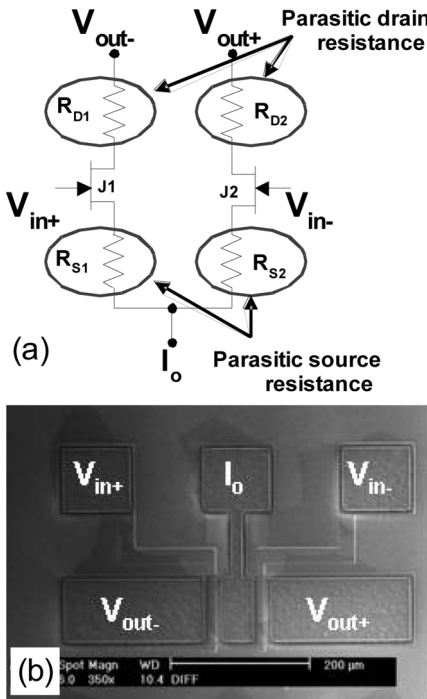 Parasitic drain
resistance
Vout- Vout+
RD1 RD2
J1 J2
Vin+ Vin-
RS1 RS2
(a)
Io
Parasitic source
resistance
Vin+ Io Vin-
Vout- Vout+
(b)
Spot Magn WD 200 µm
5.0 350x 10.4 DIFF